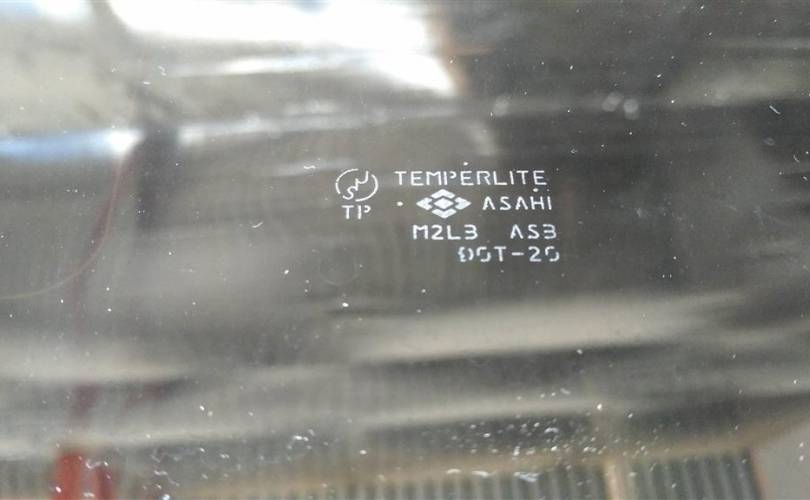 TEMPERLITE
TP ASAHI
M2L3 AS3
DOT-20